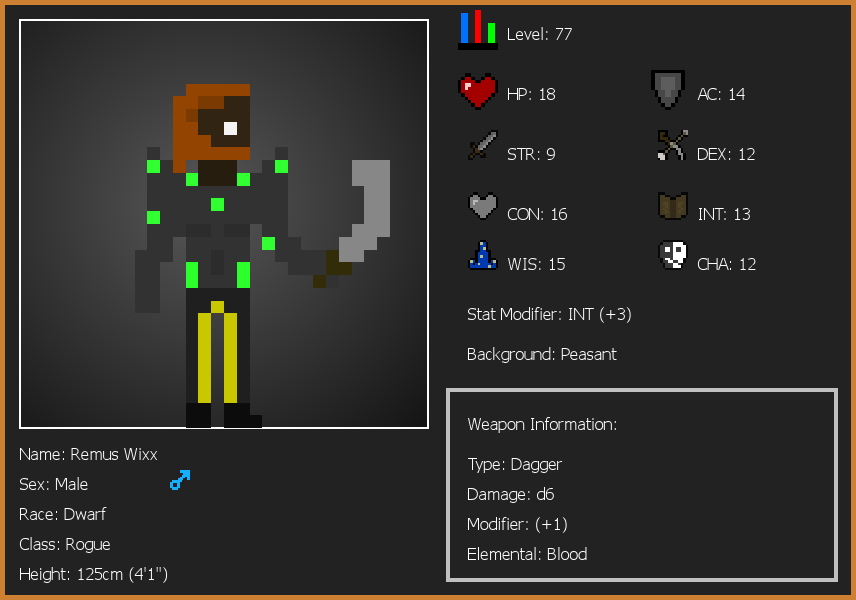 Level: 77
HP: 18
AC: 14
STR: 9
DEX: 12
CON: 16
INT: 13
WIS: 15
CHA: 12
Stat Modifier: INT (+3)
Background: Peasant
Weapon Information:
Type: Dagger
Damage: d6
Modifier: (+1)
Elemental: Blood
Name: Remus Wixx
Sex: Male
Race: Dwarf
Class: Rogue
Height: 125cm (4'1")